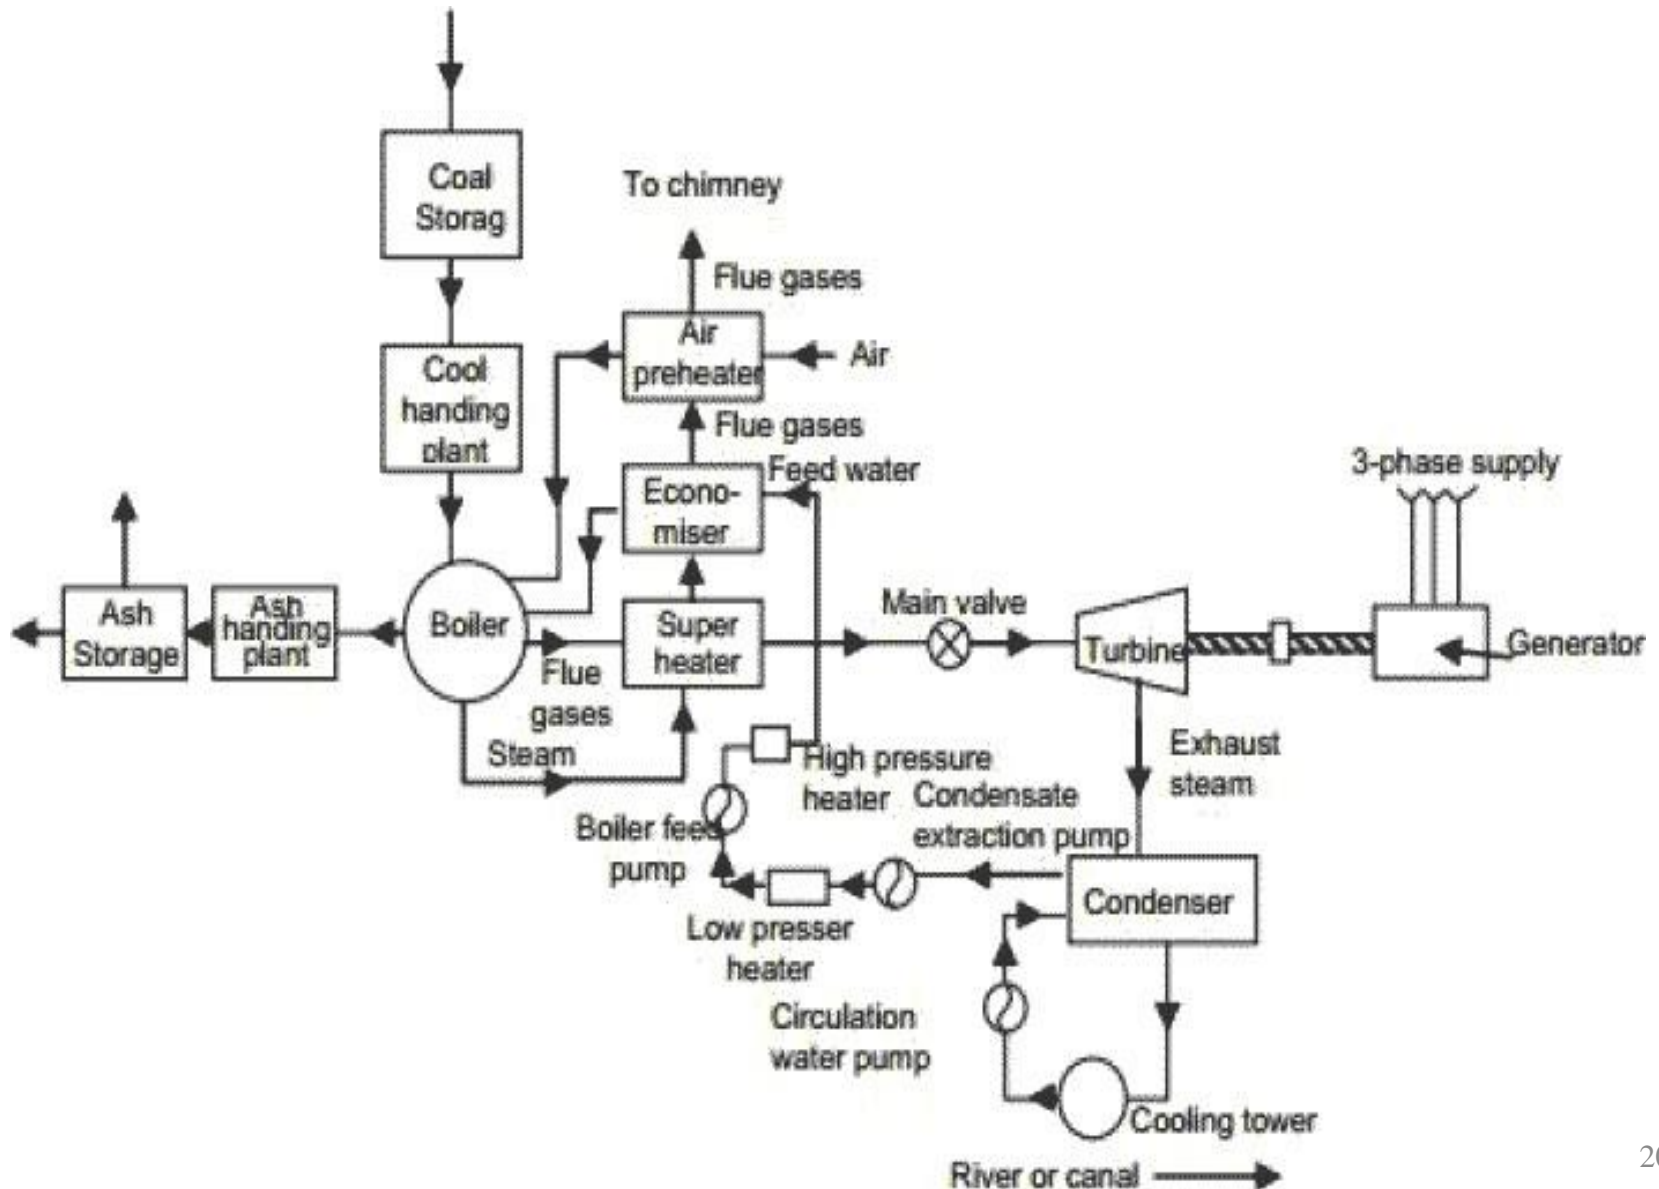 Coal
Storag
To chimney
Flue gases
Air
preheater
Air
Cool
handing
plant
Flue gases
Feed water
Econo-
miser
3-phase supply
Ash
Storage
Ash
handing
plant
Boiler
Super
heater
Main valve
Turbine
Generator
Flue
gases
Steam
High pressure
heater
Exhaust
steam
Condensate
extraction pump
Boiler feed
pump
Low presser
heater
Condenser
Circulation
water pump
Cooling tower
River or canal
20